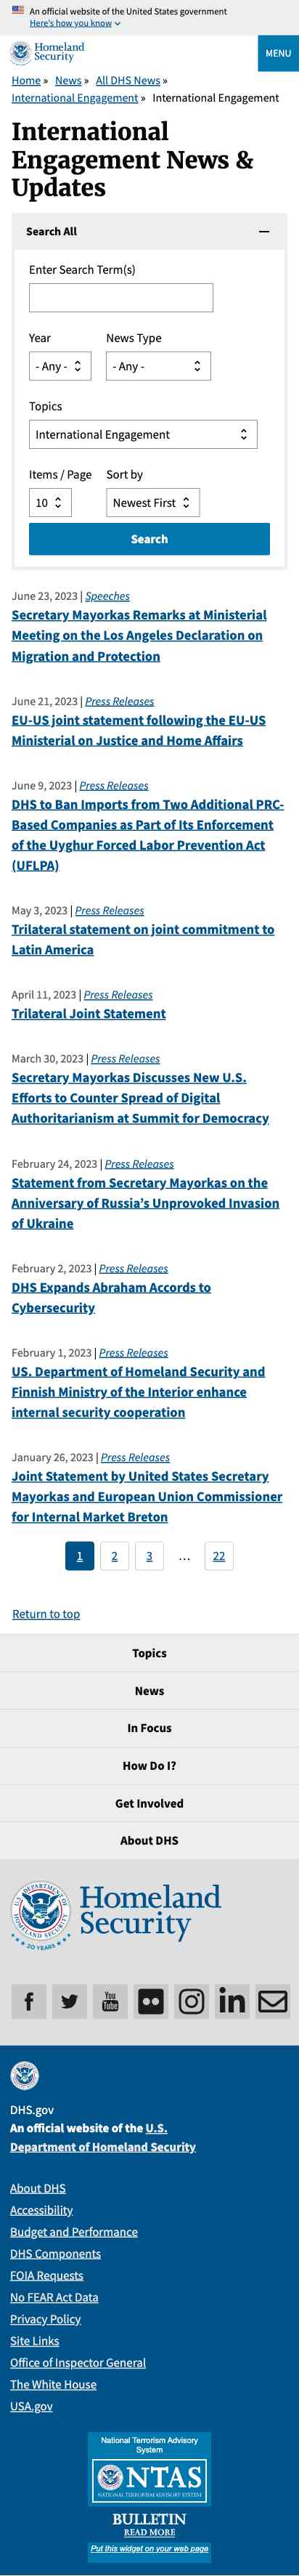 An official website of the United States government
Here's how you know
Homeland
Security
MENU
Home » News » All DHS News »
International Engagement » International Engagement
International
Engagement News &
Updates
Search All
Enter Search Term(s)
Year News Type
- Any - - Any -
Topics
International Engagement
Items / Page Sort by
10 Newest First
Search
June 23, 2023 | Speeches
Secretary Mayorkas Remarks at Ministerial
Meeting on the Los Angeles Declaration on
Migration and Protection
June 21, 2023 | Press Releases
EU-US joint statement following the EU-US
Ministerial on Justice and Home Affairs
June 9, 2023 | Press Releases
DHS to Ban Imports from Two Additional PRC-
Based Companies as Part of Its Enforcement
of the Uyghur Forced Labor Prevention Act
(UFLPA)
May 3, 2023 | Press Releases
Trilateral statement on joint commitment to
Latin America
April 11, 2023 | Press Releases
Trilateral Joint Statement
March 30, 2023 | Press Releases
Secretary Mayorkas Discusses New U.S.
Efforts to Counter Spread of Digital
Authoritarianism at Summit for Democracy
February 24, 2023 | Press Releases
Statement from Secretary Mayorkas on the
Anniversary of Russia's Unprovoked Invasion
of Ukraine
February 2, 2023 | Press Releases
DHS Expands Abraham Accords to
Cybersecurity
February 1, 2023 | Press Releases
US. Department of Homeland Security and
Finnish Ministry of the Interior enhance
internal security cooperation
January 26, 2023 | Press Releases
Joint Statement by United States Secretary
Mayorkas and European Union Commissioner
for Internal Market Breton
1 2 3 … 22
Return to top
Topics
News
In Focus
How Do I?
Get Involved
About DHS
Homeland
Security
20 YEARS
You
Tube
DHS.gov
An official website of the U.S.
Department of Homeland Security
About DHS
Accessibility
Budget and Performance
DHS Components
FOIA Requests
No FEAR Act Data
Privacy Policy
Site Links
Office of Inspector General
The White House
USA.gov
National Terrorism Advisory
System
NTAS
NATIONAL TERRORISM ADVISORY SYSTEM
BULLETIN
READ MORE
Put this widget on your web page